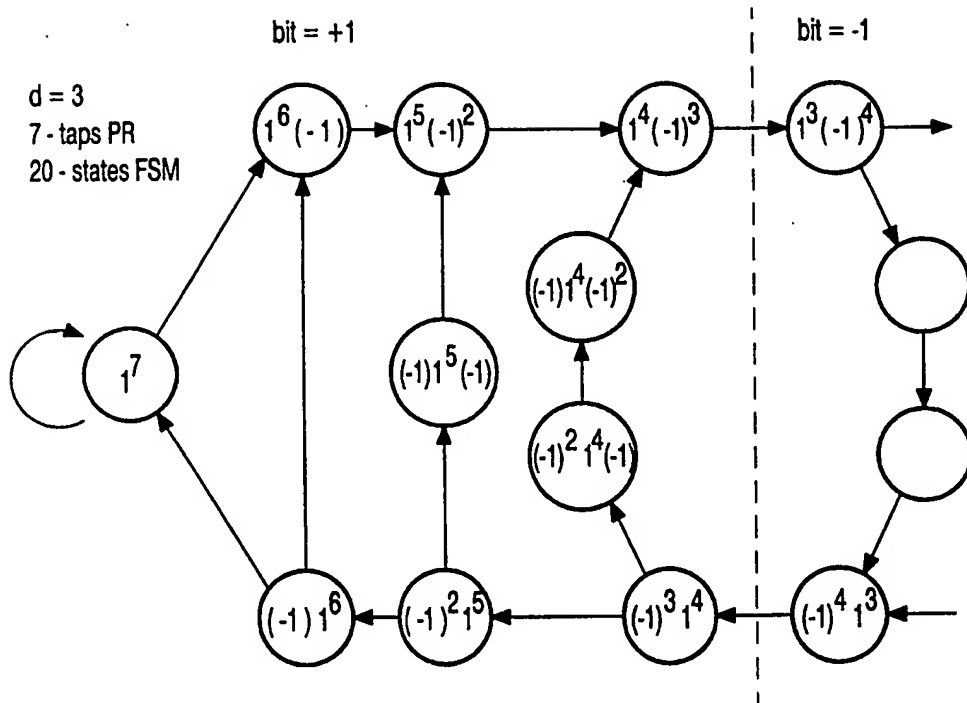 bit = +1
bit = -1
d = 3
7 - taps PR
20 - states FSM
1^6 (-1)
1^5 (-1)^2
1^4 (-1)^3
1^3 (-1)^4
(-1) 1^4 (-1)^2
1^7
(-1) 1^5 (-1)
(-1)^2 1^4 (-1)
(-1) 1^6
(-1)^2 1^5
(-1)^3 1^4
(-1)^4 1^3